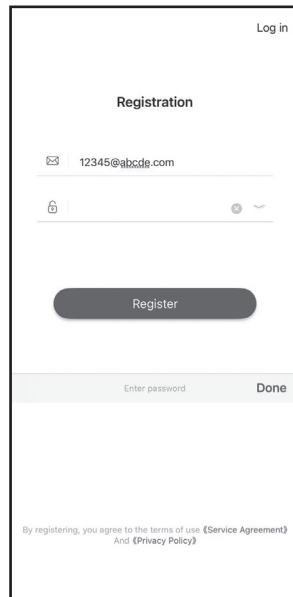 Log in
Registration
12345@abcde.com
Register
Enter password
Done
By registering, you agree to the terms of use《Service Agreement》
And《Privacy Policy》